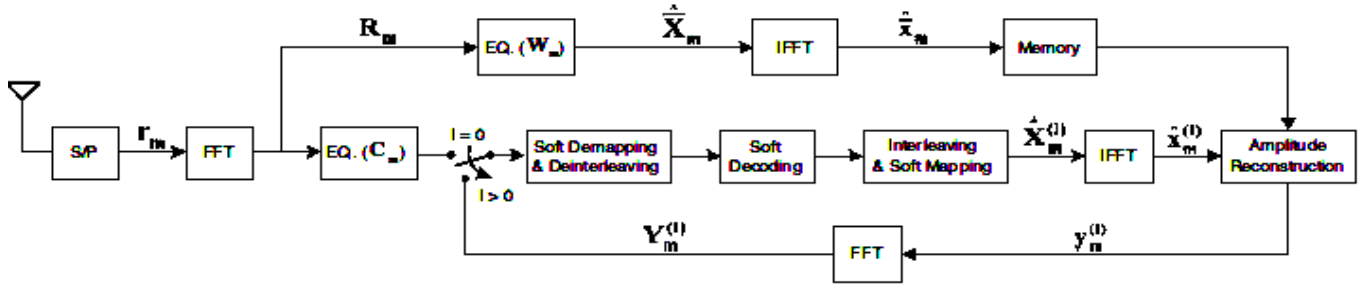 R_m
EQ. (W_m)
X̂̄_m
IFFT
x̂̄_m
Memory
S/P
r_m
FFT
EQ. (C_m)
I = 0
I > 0
Soft Demapping
& Deinterleaving
Soft
Decoding
Interleaving
& Soft Mapping
X̂_m^(l)
IFFT
x̂_m^(l)
Amplitude
Reconstruction
Y_m^(l)
FFT
y_m^(l)